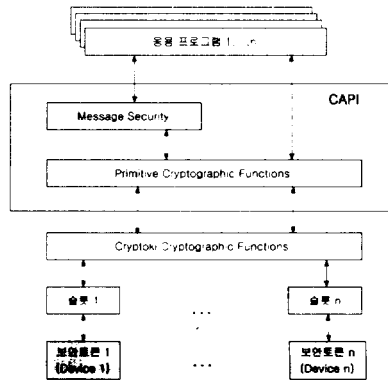 응용 프로그램 1, ..., n
CAPI
Message Security
Primitive Cryptographic Functions
Cryptoki Cryptographic Functions
슬롯 1
...
슬롯 n
보안토큰 1
(Device 1)
...
보안토큰 n
(Device n)